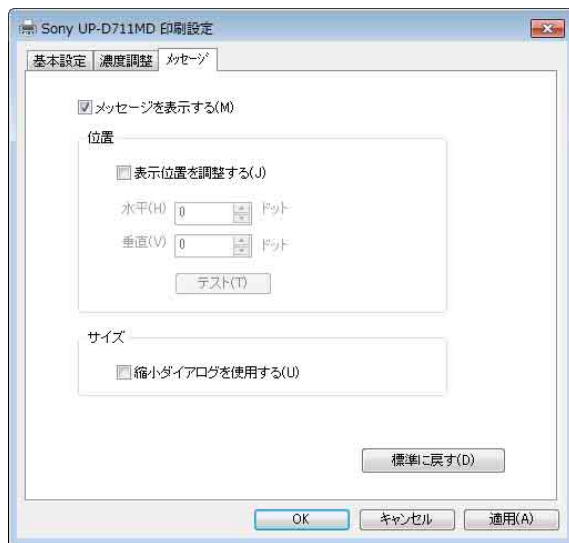 Sony UP-D711MD 印刷設定
基本設定 濃度調整 メッセージ
メッセージを表示する(M)
位置
表示位置を調整する(J)
水平(H) 0 ドット
垂直(V) 0 ドット
テスト(T)
サイズ
縮小ダイアログを使用する(U)
標準に戻す(D)
OK キャンセル 適用(A)